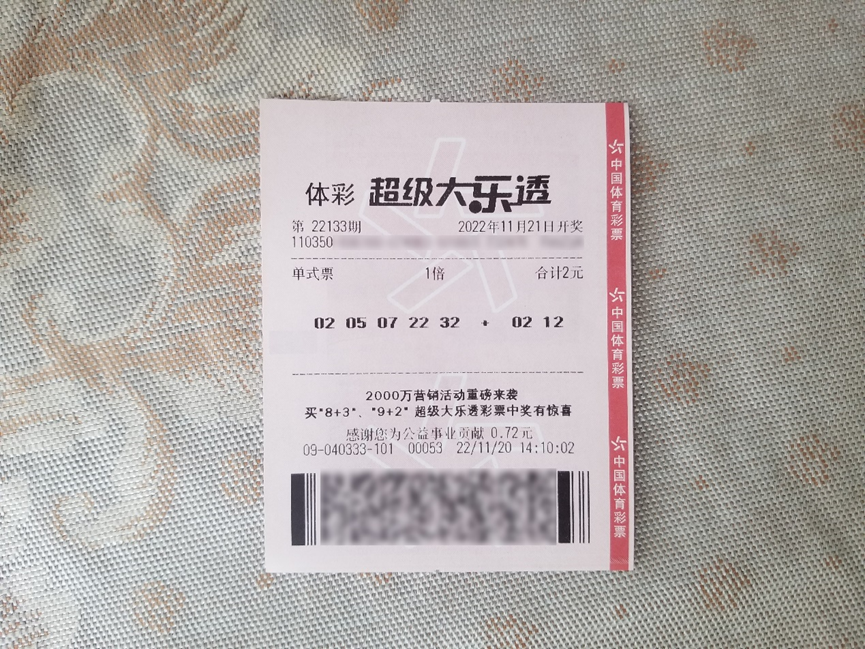 体彩 超级大乐透
第 22133期 2022年11月21日开奖
110350
单式票 1倍 合计2元
02 05 07 22 32 + 02 12
2000万营销活动重磅来袭
买"8+3"、"9+2" 超级大乐透彩票中奖有惊喜
感谢您为公益事业贡献 0.72元
09-040333-101 00053 22/11/20 14:10:02
中国体育彩票
中国体育彩票
中国体育彩票